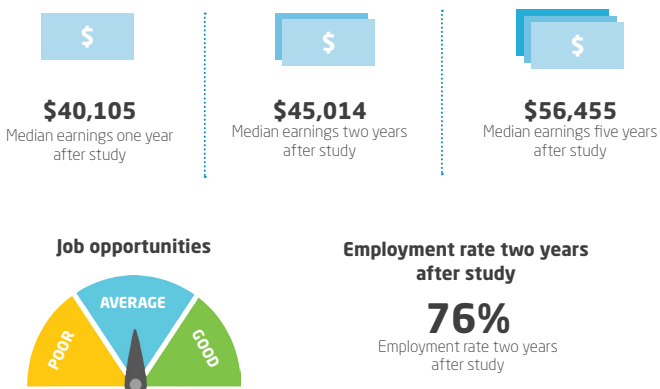 $
$
$
$40,105
Median earnings one year
after study
$45,014
Median earnings two years
after study
$56,455
Median earnings five years
after study
Job opportunities
POOR
AVERAGE
GOOD
Employment rate two years
after study
76%
Employment rate two years
after study